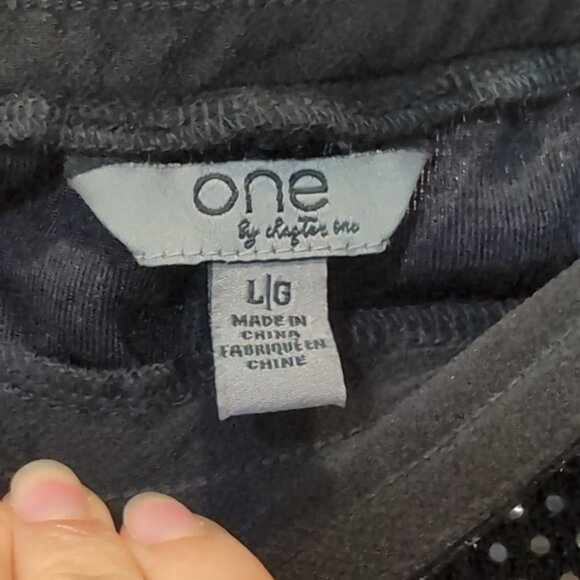 one
by chapter one
L|G
MADE IN
CHINA
FABRIQUE EN
CHINE